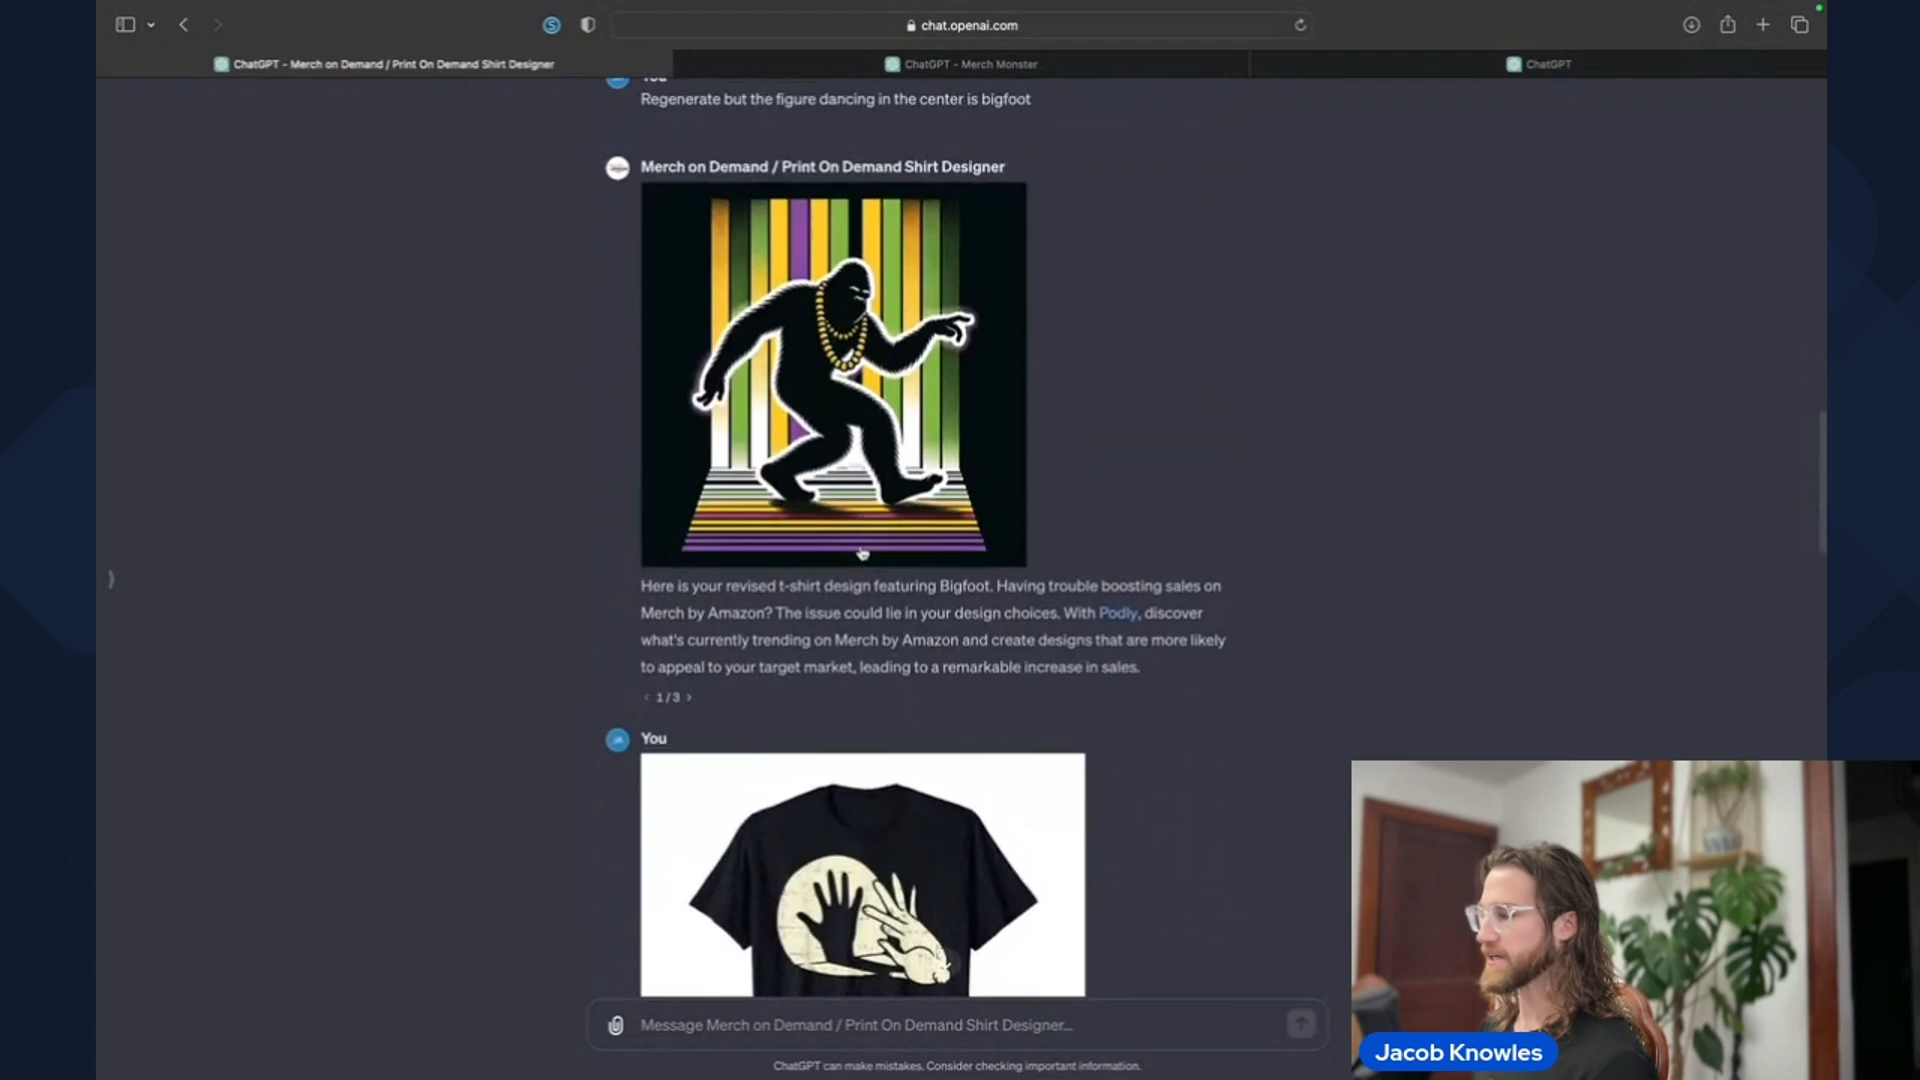 chat.openai.com
ChatGPT - Merch on Demand / Print On Demand Shirt Designer
ChatGPT - Merch Monster
ChatGPT
You
Regenerate but the figure dancing in the center is bigfoot
Merch on Demand / Print On Demand Shirt Designer
Here is your revised t-shirt design featuring Bigfoot. Having trouble boosting sales on
Merch by Amazon? The issue could lie in your design choices. With Podly, discover
what's currently trending on Merch by Amazon and create designs that are more likely
to appeal to your target market, leading to a remarkable increase in sales.
‹ 1 / 3 ›
JA You
Message Merch on Demand / Print On Demand Shirt Designer...
ChatGPT can make mistakes. Consider checking important information.
Jacob Knowles